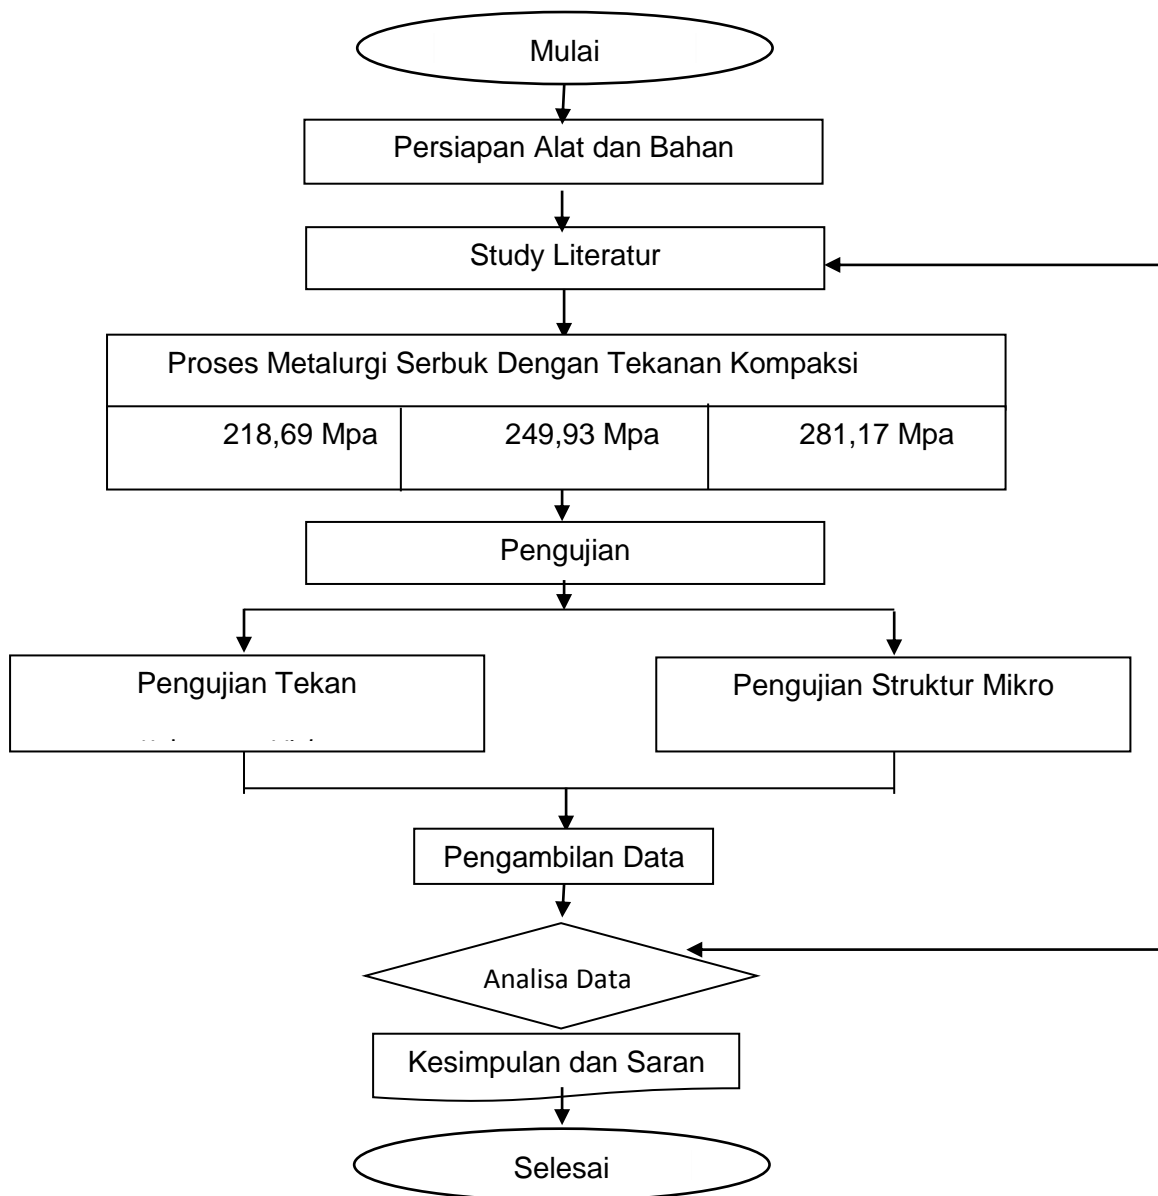 Mulai
Persiapan Alat dan Bahan
Study Literatur
Proses Metalurgi Serbuk Dengan Tekanan Kompaksi
218,69 Mpa 249,93 Mpa 281,17 Mpa
Pengujian
Pengujian Tekan
Pengujian Struktur Mikro
Pengambilan Data
Analisa Data
Kesimpulan dan Saran
Selesai